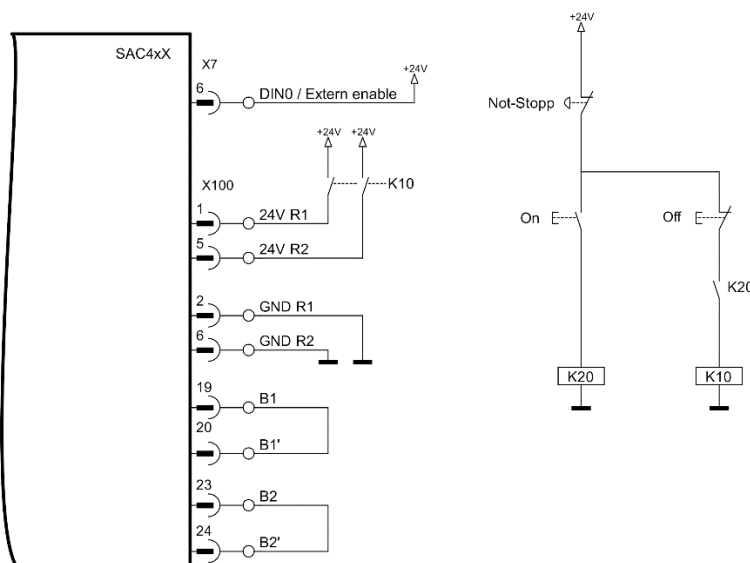 SAC4xX
X7
6
DIN0 / Extern enable
+24V
X100
+24V
+24V
K10
1
24V R1
5
24V R2
2
GND R1
6
GND R2
19
B1
20
B1'
23
B2
24
B2'
+24V
Not-Stopp
On
Off
K20
K20
K10